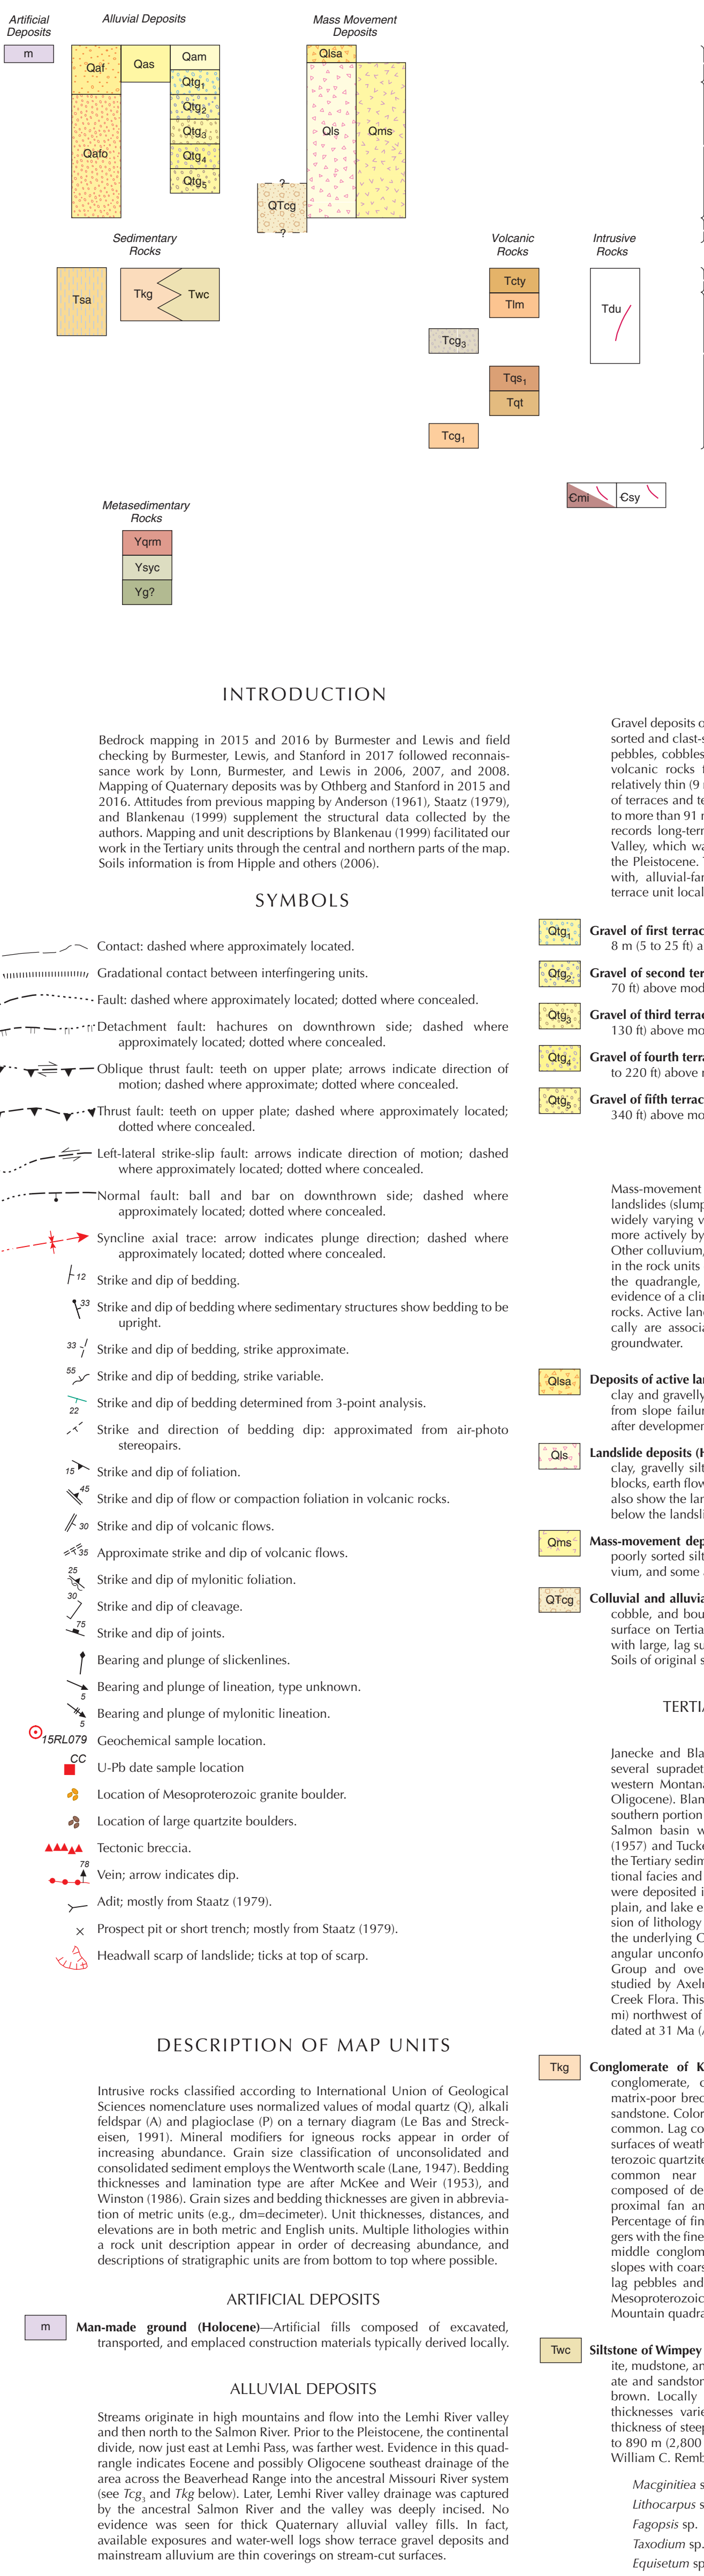 Artificial
Deposits
Alluvial Deposits
Mass Movement
Deposits
m
Qaf
Qas
Qam
Qtg1
Qtg2
Qtg3
Qtg4
Qtg5
Qafo
Qlsa
Qls
Qms
?
QTcg
?
Sedimentary
Rocks
Volcanic
Rocks
Intrusive
Rocks
Tsa
Tkg
Twc
Tcty
Tlm
Tdu
Tcg3
Tqs1
Tqt
Tcg1
Єmi
Єsy
Metasedimentary
Rocks
Yqrm
Ysyc
Yg?
INTRODUCTION
Bedrock mapping in 2015 and 2016 by Burmester and Lewis and field
checking by Burmester, Lewis, and Stanford in 2017 followed reconnais-
sance work by Lonn, Burmester, and Lewis in 2006, 2007, and 2008.
Mapping of Quaternary deposits was by Othberg and Stanford in 2015 and
2016. Attitudes from previous mapping by Anderson (1961), Staatz (1979),
and Blankenau (1999) supplement the structural data collected by the
authors. Mapping and unit descriptions by Blankenau (1999) facilitated our
work in the Tertiary units through the central and northern parts of the map.
Soils information is from Hipple and others (2006).
SYMBOLS
Contact: dashed where approximately located.
Gradational contact between interfingering units.
Fault: dashed where approximately located; dotted where concealed.
Detachment fault: hachures on downthrown side; dashed where
approximately located; dotted where concealed.
Oblique thrust fault: teeth on upper plate; arrows indicate direction of
motion; dashed where approximate; dotted where concealed.
Thrust fault: teeth on upper plate; dashed where approximately located;
dotted where concealed.
Left-lateral strike-slip fault: arrows indicate direction of motion; dashed
where approximately located; dotted where concealed.
Normal fault: ball and bar on downthrown side; dashed where
approximately located; dotted where concealed.
Syncline axial trace: arrow indicates plunge direction; dashed where
approximately located; dotted where concealed.
12 Strike and dip of bedding.
33 Strike and dip of bedding where sedimentary structures show bedding to be
upright.
33 Strike and dip of bedding, strike approximate.
55 Strike and dip of bedding, strike variable.
22 Strike and dip of bedding determined from 3-point analysis.
Strike and direction of bedding dip: approximated from air-photo
stereopairs.
15 Strike and dip of foliation.
45 Strike and dip of flow or compaction foliation in volcanic rocks.
30 Strike and dip of volcanic flows.
35 Approximate strike and dip of volcanic flows.
25 Strike and dip of mylonitic foliation.
30 Strike and dip of cleavage.
75 Strike and dip of joints.
Bearing and plunge of slickenlines.
5 Bearing and plunge of lineation, type unknown.
5 Bearing and plunge of mylonitic lineation.
15RL079 Geochemical sample location.
CC U-Pb date sample location
Location of Mesoproterozoic granite boulder.
Location of large quartzite boulders.
Tectonic breccia.
78 Vein; arrow indicates dip.
Adit; mostly from Staatz (1979).
Prospect pit or short trench; mostly from Staatz (1979).
Headwall scarp of landslide; ticks at top of scarp.
DESCRIPTION OF MAP UNITS
Intrusive rocks classified according to International Union of Geological
Sciences nomenclature uses normalized values of modal quartz (Q), alkali
feldspar (A) and plagioclase (P) on a ternary diagram (Le Bas and Streck-
eisen, 1991). Mineral modifiers for igneous rocks appear in order of
increasing abundance. Grain size classification of unconsolidated and
consolidated sediment employs the Wentworth scale (Lane, 1947). Bedding
thicknesses and lamination type are after McKee and Weir (1953), and
Winston (1986). Grain sizes and bedding thicknesses are given in abbrevia-
tion of metric units (e.g., dm=decimeter). Unit thicknesses, distances, and
elevations are in both metric and English units. Multiple lithologies within
a rock unit description appear in order of decreasing abundance, and
descriptions of stratigraphic units are from bottom to top where possible.
ARTIFICIAL DEPOSITS
m Man-made ground (Holocene)—Artificial fills composed of excavated,
transported, and emplaced construction materials typically derived locally.
ALLUVIAL DEPOSITS
Streams originate in high mountains and flow into the Lemhi River valley
and then north to the Salmon River. Prior to the Pleistocene, the continental
divide, now just east at Lemhi Pass, was farther west. Evidence in this quad-
rangle indicates Eocene and possibly Oligocene southeast drainage of the
area across the Beaverhead Range into the ancestral Missouri River system
(see Tcg3 and Tkg below). Later, Lemhi River valley drainage was captured
by the ancestral Salmon River and the valley was deeply incised. No
evidence was seen for thick Quaternary alluvial valley fills. In fact,
available exposures and water-well logs show terrace gravel deposits and
mainstream alluvium are thin coverings on stream-cut surfaces.
Gravel deposits o
sorted and clast-s
pebbles, cobbles
volcanic rocks
relatively thin (9
of terraces and te
to more than 91
records long-term
Valley, which wa
the Pleistocene.
with, alluvial-fan
terrace unit local
Qtg1 Gravel of first terrac
8 m (5 to 25 ft) a
Qtg2 Gravel of second ter
70 ft) above mod
Qtg3 Gravel of third terrac
130 ft) above mo
Qtg4 Gravel of fourth terra
to 220 ft) above
Qtg5 Gravel of fifth terrac
340 ft) above mo
Mass-movement
landslides (slump
widely varying v
more actively by
Other colluvium,
in the rock units
the quadrangle,
evidence of a clin
rocks. Active lan
cally are associa
groundwater.
Qlsa Deposits of active la
clay and gravelly
from slope failur
after developmen
Qls Landslide deposits (H
clay, gravelly silt
blocks, earth flow
also show the lan
below the landsli
Qms Mass-movement dep
poorly sorted silt
vium, and some
QTcg Colluvial and alluvia
cobble, and bou
surface on Tertia
with large, lag su
Soils of original s
TERTIA
Janecke and Bla
several supradet
western Montana
Oligocene). Blan
southern portion
Salmon basin w
(1957) and Tucke
the Tertiary sedim
tional facies and
were deposited i
plain, and lake e
sion of lithology
the underlying C
angular unconfo
Group and ove
studied by Axeln
Creek Flora. This
mi) northwest of
dated at 31 Ma (
Tkg Conglomerate of K
conglomerate, c
matrix-poor brec
sandstone. Color
common. Lag co
surfaces of weath
terozoic quartzite
common near
composed of de
proximal fan an
Percentage of fin
gers with the fine
middle conglom
slopes with coars
lag pebbles and
Mesoproterozoic
Mountain quadra
Twc Siltstone of Wimpey
ite, mudstone, an
ate and sandston
brown. Locally
thicknesses varie
thickness of steep
to 890 m (2,800
William C. Remb
Macginitiea s
Lithocarpus s
Fagopsis sp.
Taxodium sp.
Equisetum sp